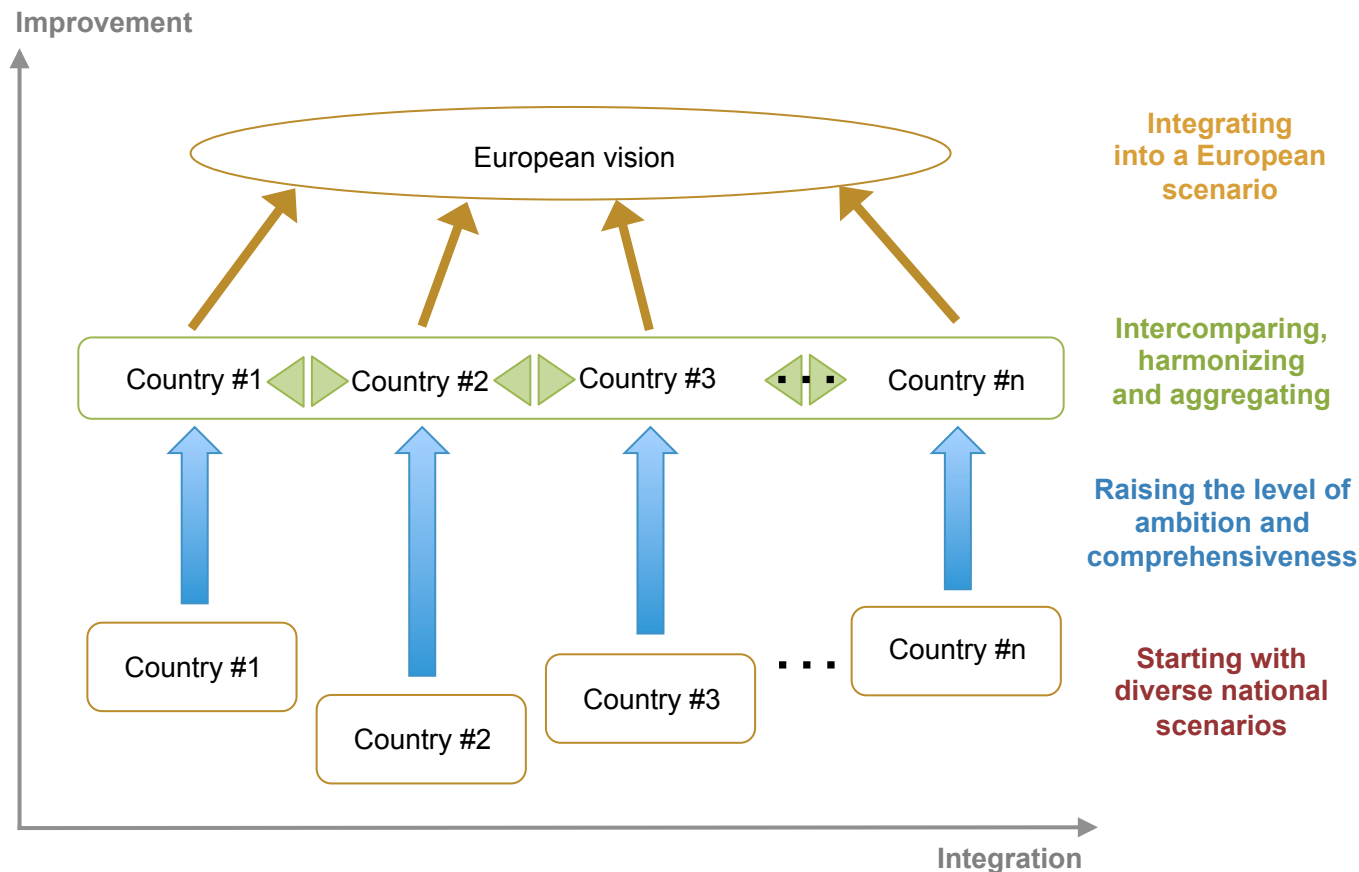 Improvement
European vision
Integrating
into a European
scenario
Country #1
Country #2
Country #3
...
Country #n
Intercomparing,
harmonizing
and aggregating
Raising the level of
ambition and
comprehensiveness
Country #1
Country #2
Country #3
...
Country #n
Starting with
diverse national
scenarios
Integration